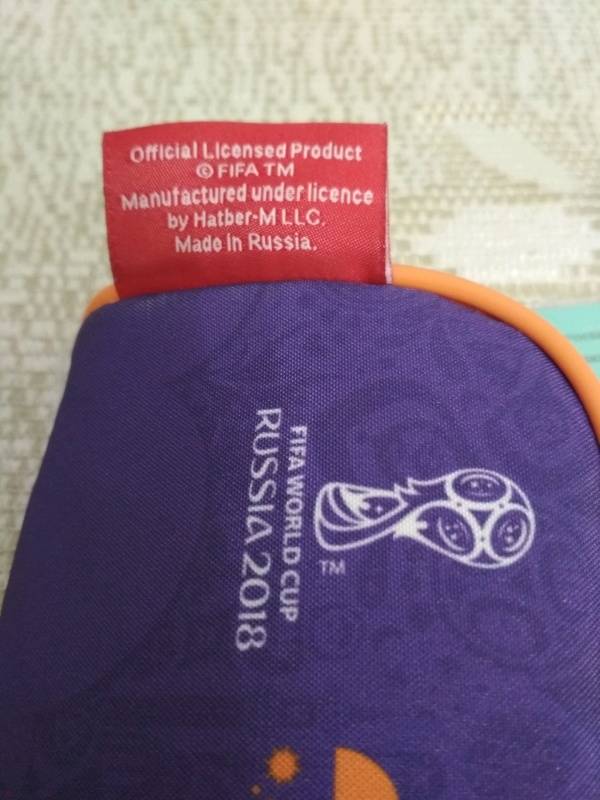 Official Licensed Product
© FIFA TM
Manufactured under licence
by Hatber-M LLC.
Made in Russia.
FIFA WORLD CUP
RUSSIA 2018
TM